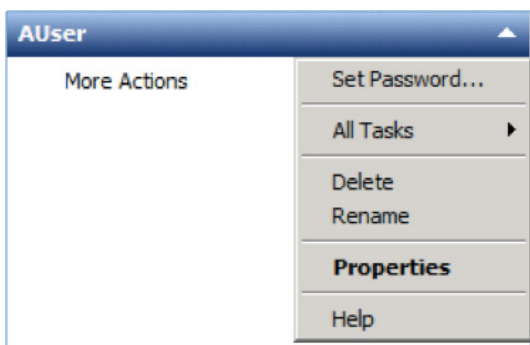 AUser
More Actions
Set Password...
All Tasks
Delete
Rename
Properties
Help